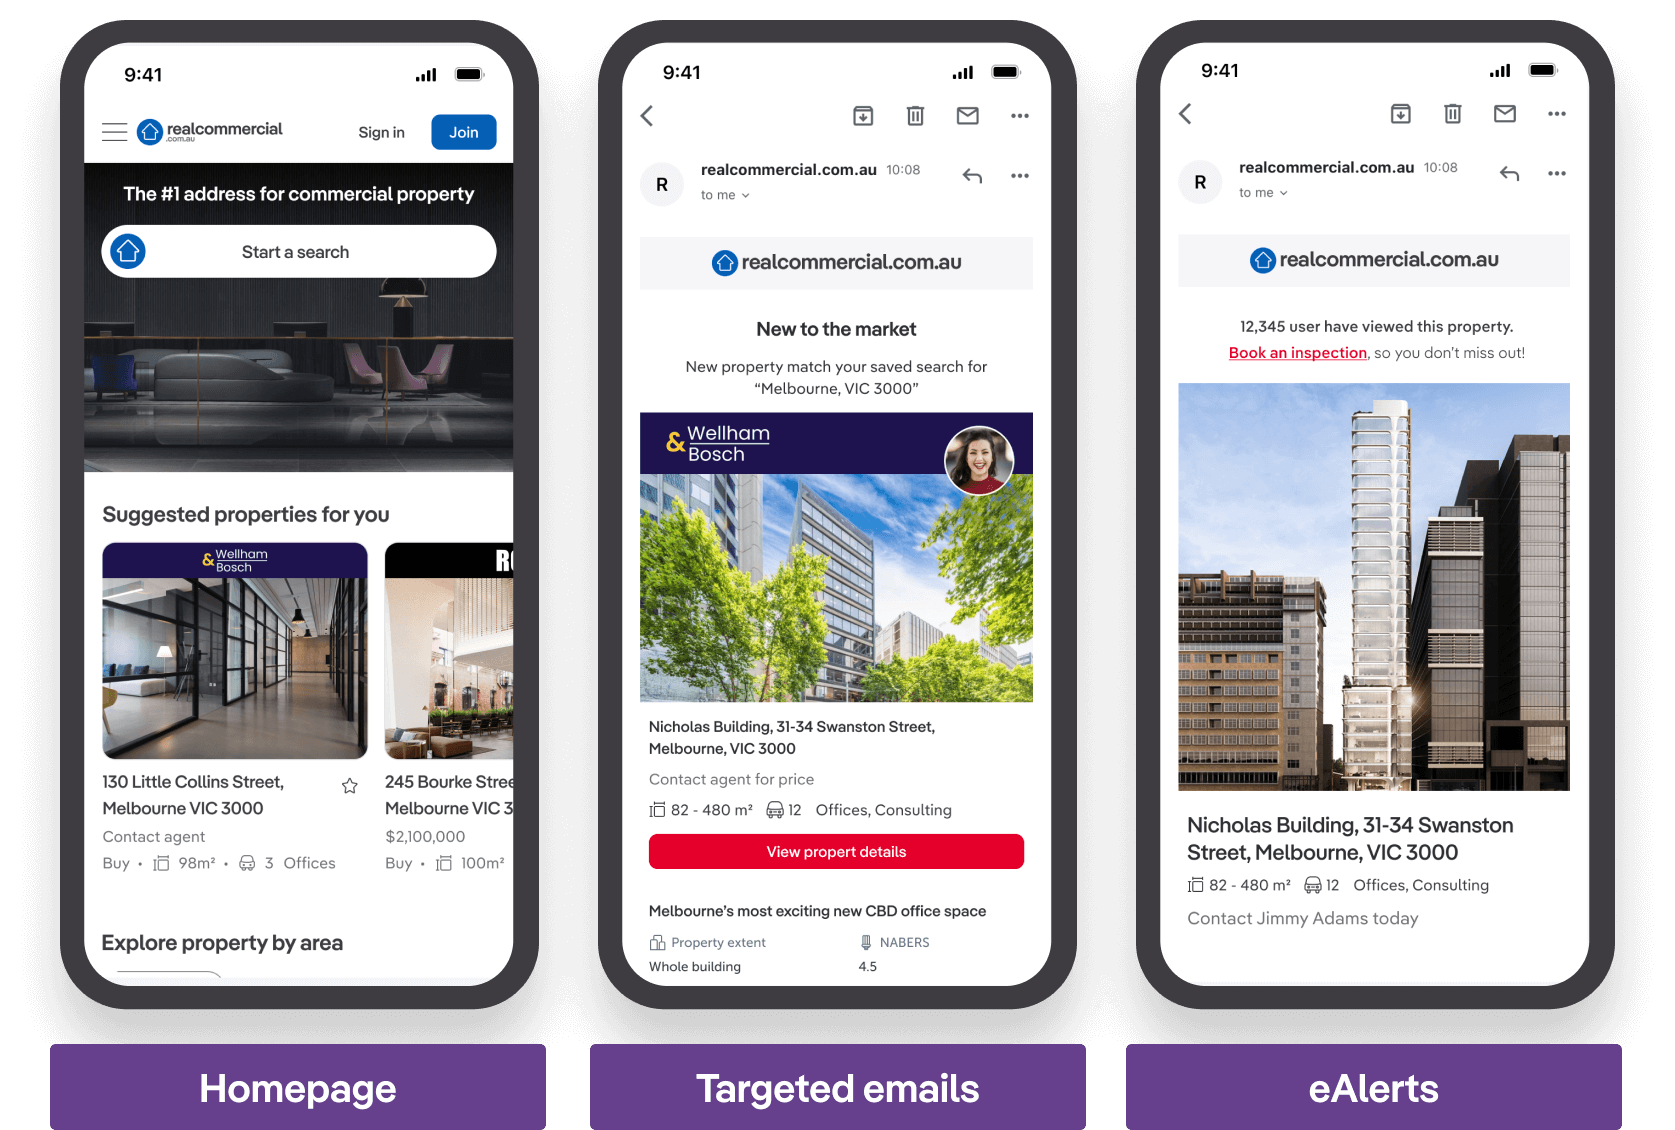 9:41
realcommercial
.com.au
Sign in
Join
The #1 address for commercial property
Start a search
Suggested properties for you
& Wellham
Bosch
130 Little Collins Street,
Melbourne VIC 3000
Contact agent
Buy • 98m² • 3 Offices
245 Bourke Stree
Melbourne VIC 3
$2,100,000
Buy • 100m²
Explore property by area
Homepage
9:41
R
realcommercial.com.au 10:08
to me
realcommercial.com.au
New to the market
New property match your saved search for
“Melbourne, VIC 3000”
& Wellham
Bosch
Nicholas Building, 31-34 Swanston Street,
Melbourne, VIC 3000
Contact agent for price
82 - 480 m² 12 Offices, Consulting
View propert details
Melbourne’s most exciting new CBD office space
Property extent
NABERS
Whole building
4.5
Targeted emails
9:41
R
realcommercial.com.au 10:08
to me
realcommercial.com.au
12,345 user have viewed this property.
Book an inspection, so you don’t miss out!
Nicholas Building, 31-34 Swanston
Street, Melbourne, VIC 3000
82 - 480 m² 12 Offices, Consulting
Contact Jimmy Adams today
eAlerts